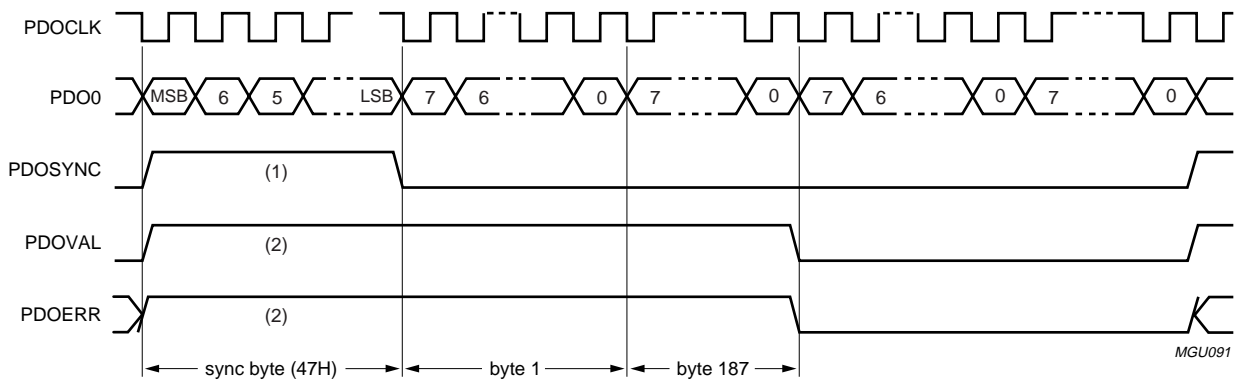 PDOCLK
PDO0 MSB 6 5 LSB 7 6 0 7 0 7 6 0 7 0
PDOSYNC (1)
PDOVAL (2)
PDOERR (2)
MGU091
sync byte (47H) byte 1 byte 187